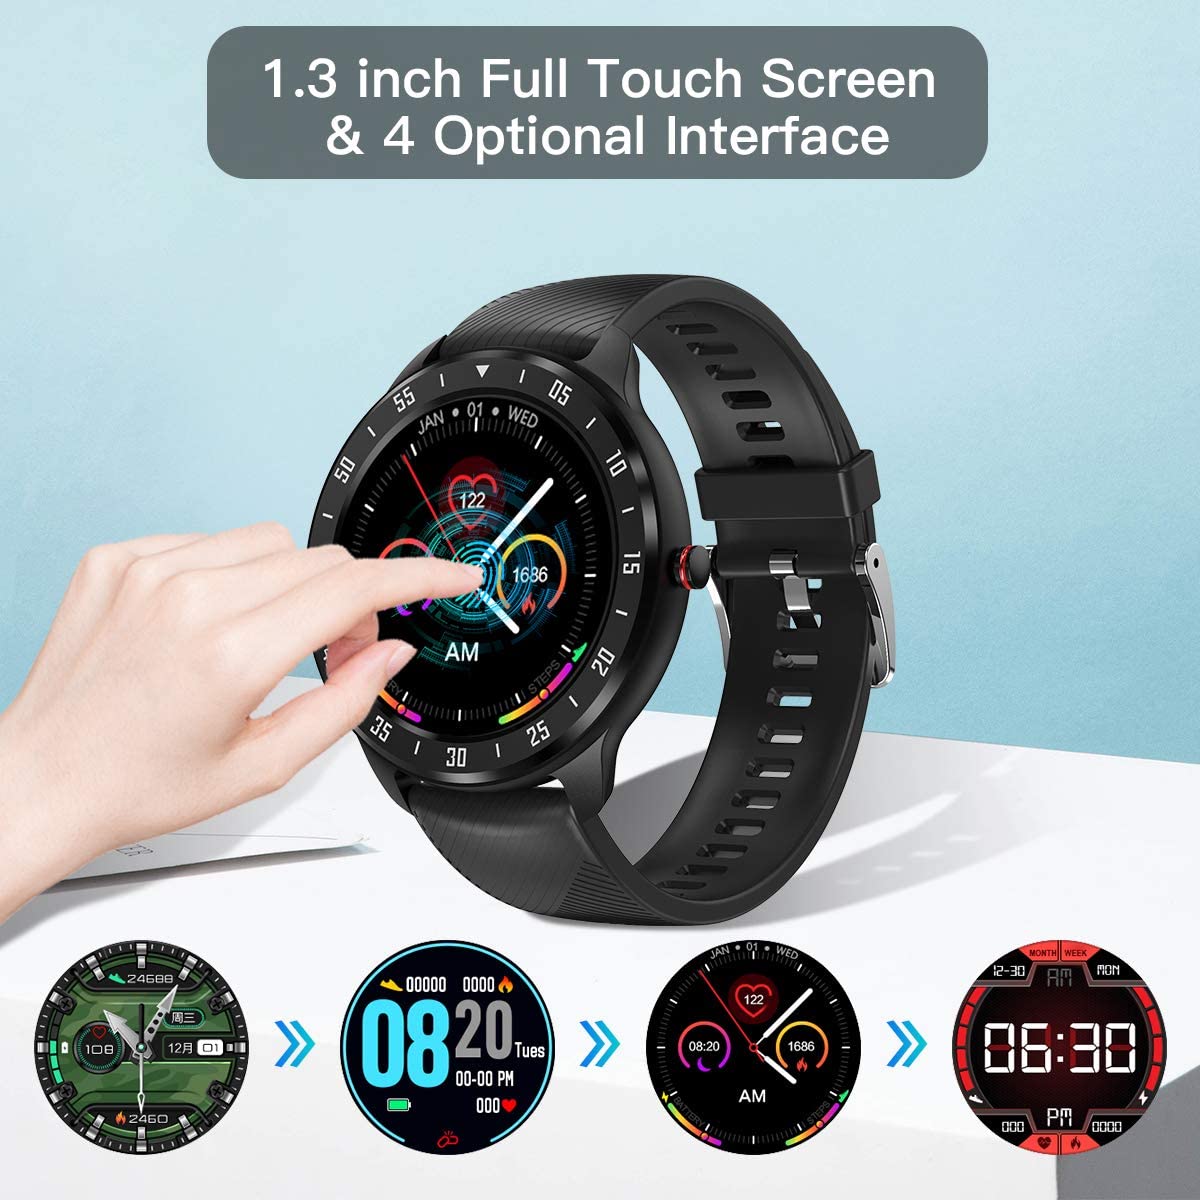 1.3 inch Full Touch Screen
& 4 Optional Interface
55
05
50
10
15
20
25
30
35
JAN • 01 • WED
122
1686
AM
STEPS
ER
24688
周三
108
12月 01
2460
00000 0000
08 20
Tues
00-00 PM
000
JAN • 01 • WED
122
08:20
1686
AM
BATTERY
STEPS
MONTH WEEK
12-30
AM
MON
06:30
PM
000
0000